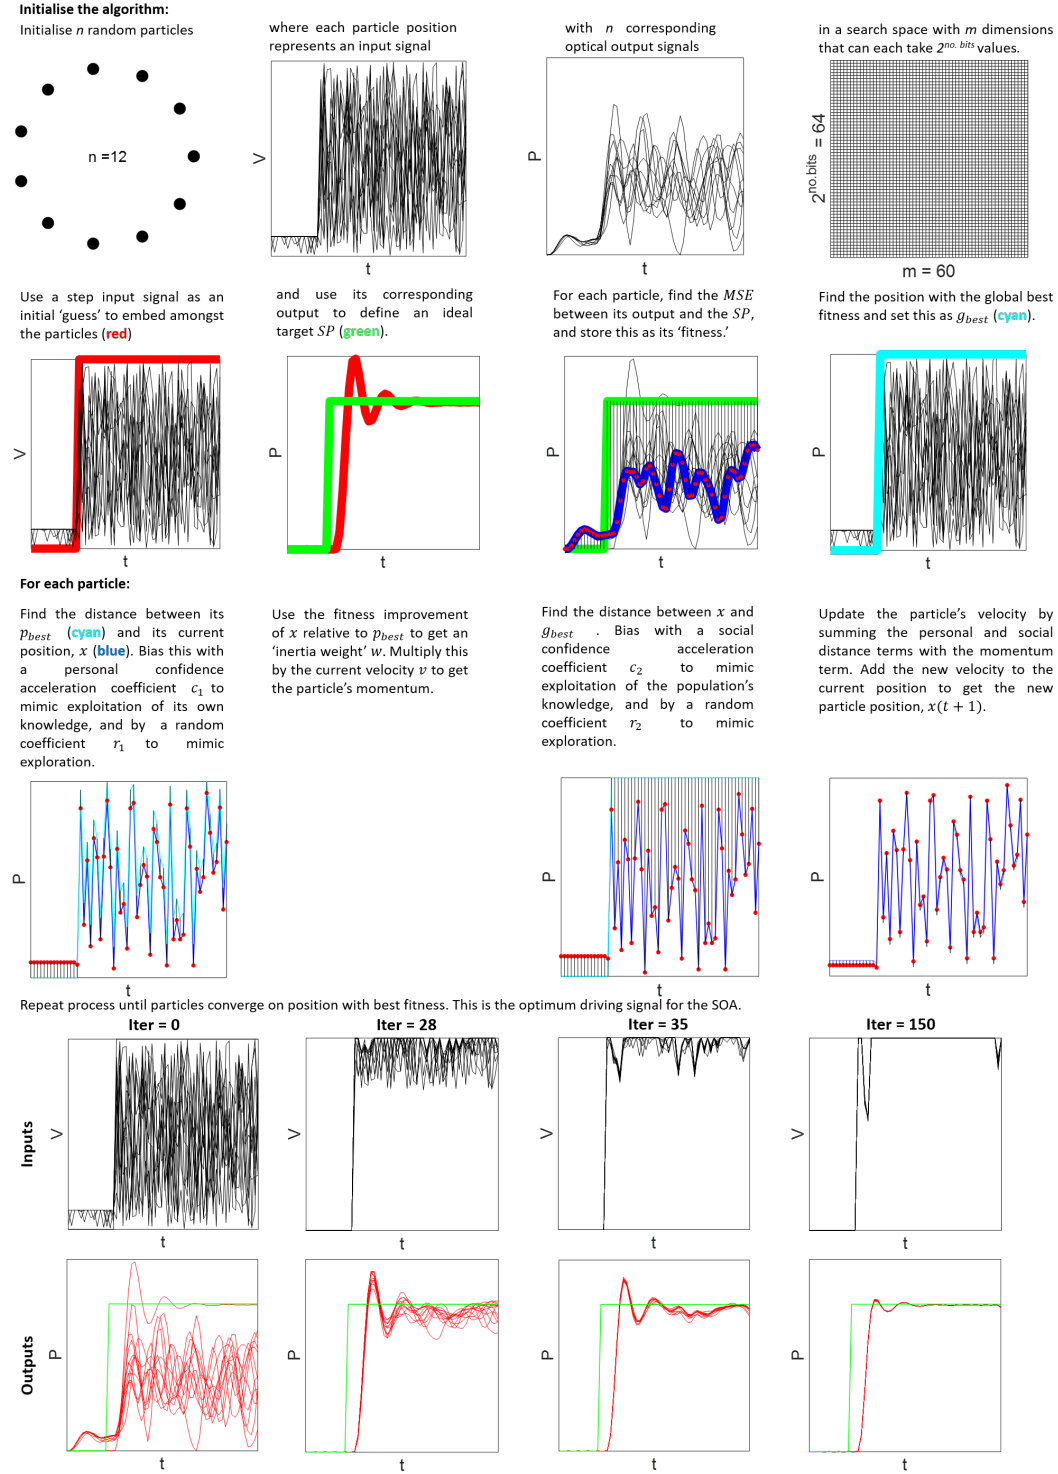 Initialise the algorithm:
Initialise n random particles
n =12
where each particle position
represents an input signal
V
t
with n corresponding
optical output signals
P
t
in a search space with m dimensions
that can each take 2^no. bits values.
2^no.bits = 64
m = 60
Use a step input signal as an
initial 'guess' to embed amongst
the particles (red)
V
t
and use its corresponding
output to define an ideal
target SP (green).
P
t
For each particle, find the MSE
between its output and the SP,
and store this as its 'fitness.'
P
t
Find the position with the global best
fitness and set this as g_best (cyan).
P
t
For each particle:
Find the distance between its
p_best (cyan) and its current
position, x (blue). Bias this with
a personal confidence
acceleration coefficient c_1 to
mimic exploitation of its own
knowledge, and by a random
coefficient r_1 to mimic
exploration.
P
t
Use the fitness improvement
of x relative to p_best to get an
'inertia weight' w. Multiply this
by the current velocity v to get
the particle's momentum.
Find the distance between x and
g_best . Bias with a social
confidence acceleration
coefficient c_2 to mimic
exploitation of the population's
knowledge, and by a random
coefficient r_2 to mimic
exploration.
P
t
Update the particle's velocity by
summing the personal and social
distance terms with the momentum
term. Add the new velocity to the
current position to get the new
particle position, x(t + 1).
P
t
Repeat process until particles converge on position with best fitness. This is the optimum driving signal for the SOA.
Iter = 0
Iter = 28
Iter = 35
Iter = 150
Inputs
V
t
V
t
V
t
V
t
Outputs
P
t
P
t
P
t
P
t